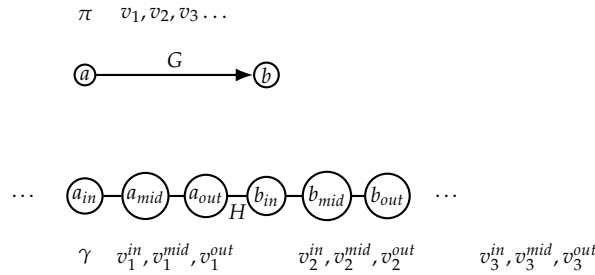 π v₁, v₂, v₃ …
G
a b
… a_in a_mid a_out b_in b_mid b_out …
H
γ v₁^in, v₁^mid, v₁^out v₂^in, v₂^mid, v₂^out v₃^in, v₃^mid, v₃^out